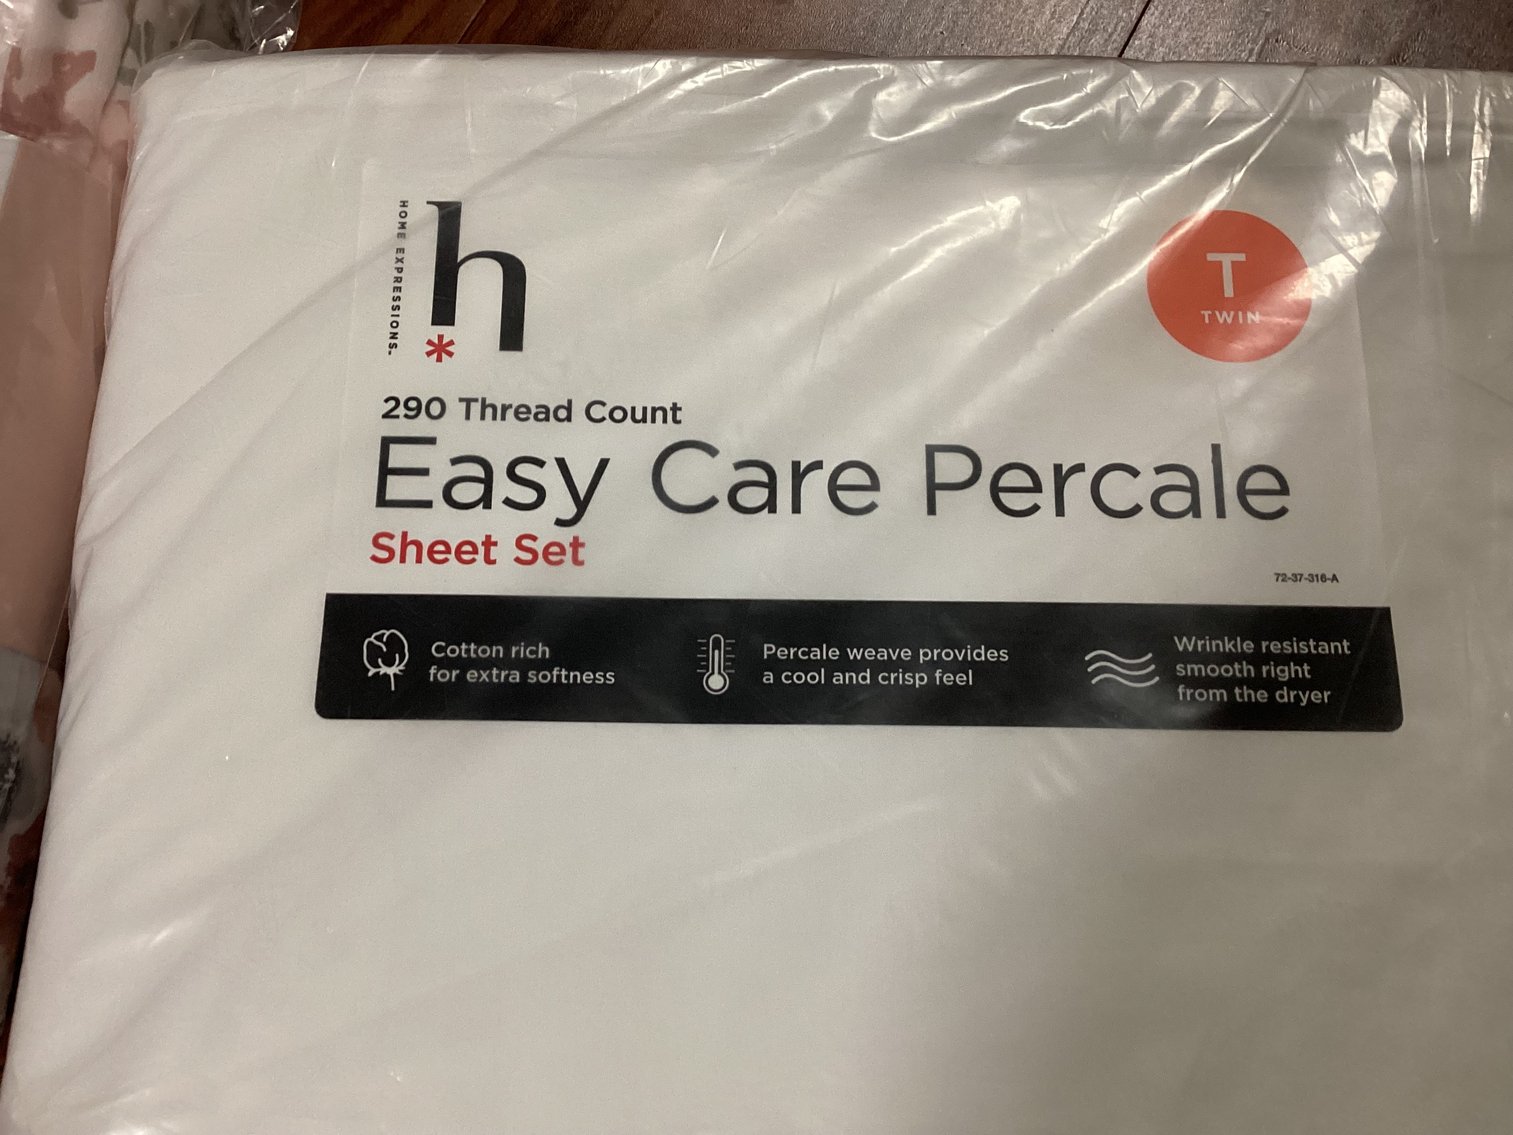 HOME EXPRESSIONS.
h
*
T
TWIN
290 Thread Count
Easy Care Percale
Sheet Set
72-37-316-A
Cotton rich
for extra softness
Percale weave provides
a cool and crisp feel
Wrinkle resistant
smooth right
from the dryer